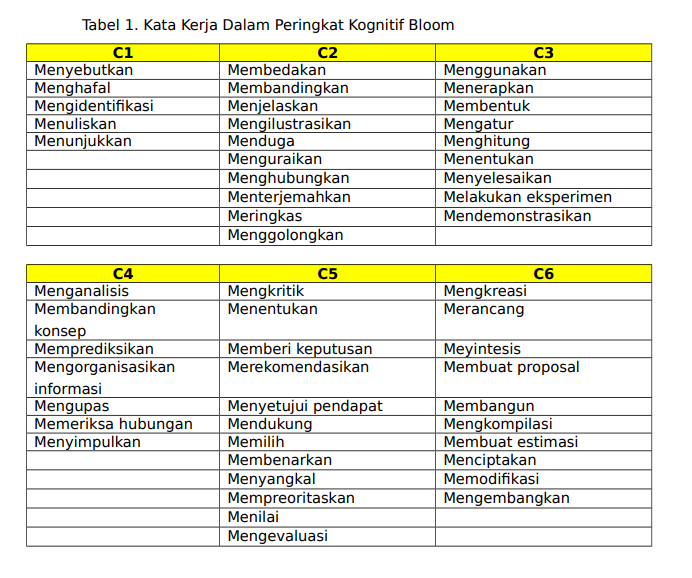 Tabel 1. Kata Kerja Dalam Peringkat Kognitif Bloom
C1 C2 C3
Menyebutkan Membedakan Menggunakan
Menghafal Membandingkan Menerapkan
Mengidentifikasi Menjelaskan Membentuk
Menuliskan Mengilustrasikan Mengatur
Menunjukkan Menduga Menghitung
Menguraikan Menentukan
Menghubungkan Menyelesaikan
Menterjemahkan Melakukan eksperimen
Meringkas Mendemonstrasikan
Menggolongkan
C4 C5 C6
Menganalisis Mengkritik Mengkreasi
Membandingkan Menentukan Merancang
konsep
Memprediksikan Memberi keputusan Meyintesis
Mengorganisasikan Merekomendasikan Membuat proposal
informasi
Mengupas Menyetujui pendapat Membangun
Memeriksa hubungan Mendukung Mengkompilasi
Menyimpulkan Memilih Membuat estimasi
Membenarkan Menciptakan
Menyangkal Memodifikasi
Mempreoritaskan Mengembangkan
Menilai
Mengevaluasi